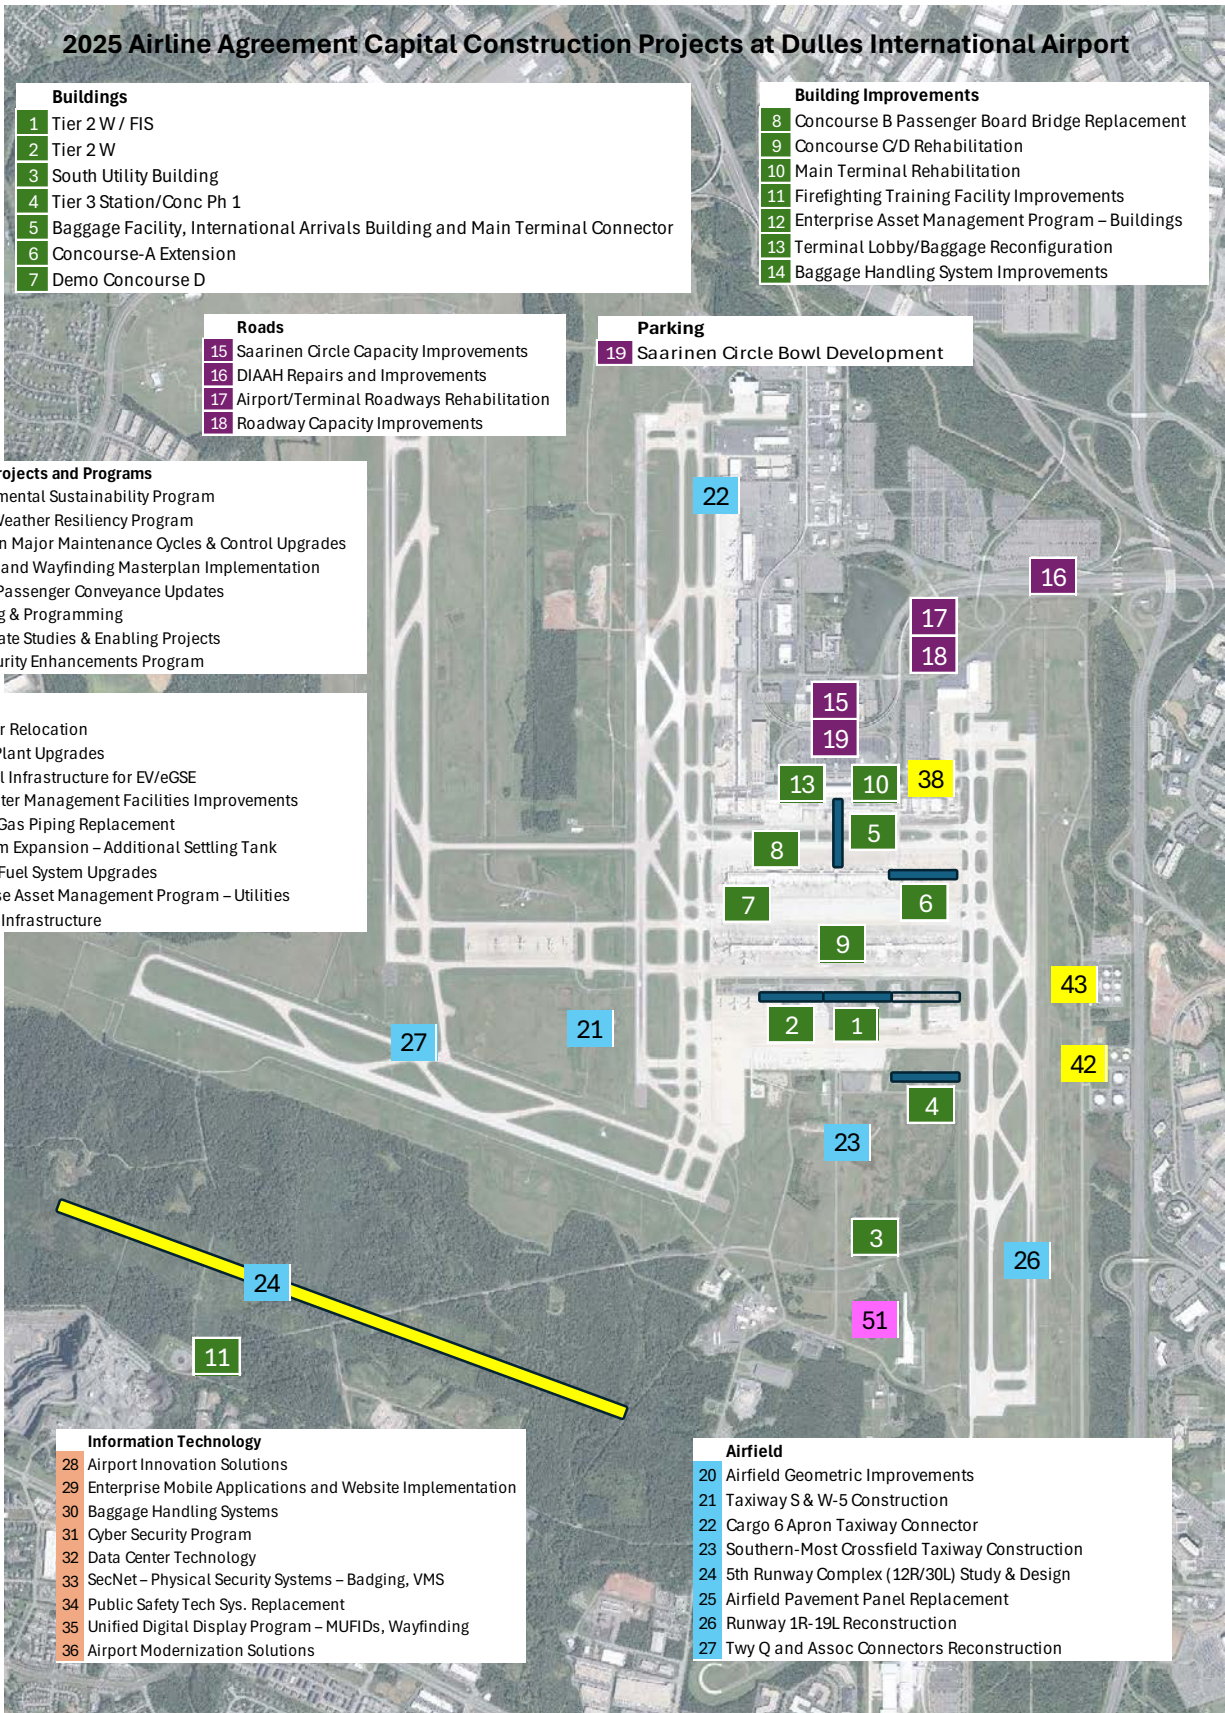 2025 Airline Agreement Capital Construction Projects at Dulles International Airport
Buildings
1 Tier 2 W / FIS
2 Tier 2 W
3 South Utility Building
4 Tier 3 Station/Conc Ph 1
5 Baggage Facility, International Arrivals Building and Main Terminal Connector
6 Concourse-A Extension
7 Demo Concourse D
Building Improvements
8 Concourse B Passenger Board Bridge Replacement
9 Concourse C/D Rehabilitation
10 Main Terminal Rehabilitation
11 Firefighting Training Facility Improvements
12 Enterprise Asset Management Program – Buildings
13 Terminal Lobby/Baggage Reconfiguration
14 Baggage Handling System Improvements
Roads
15 Saarinen Circle Capacity Improvements
16 DIAAH Repairs and Improvements
17 Airport/Terminal Roadways Rehabilitation
18 Roadway Capacity Improvements
Parking
19 Saarinen Circle Bowl Development
rojects and Programs
mental Sustainability Program
Weather Resiliency Program
n Major Maintenance Cycles & Control Upgrades
and Wayfinding Masterplan Implementation
Passenger Conveyance Updates
g & Programming
ate Studies & Enabling Projects
urity Enhancements Program
r Relocation
Plant Upgrades
l Infrastructure for EV/eGSE
ter Management Facilities Improvements
Gas Piping Replacement
m Expansion – Additional Settling Tank
Fuel System Upgrades
se Asset Management Program – Utilities
Infrastructure
22
16
17
18
15
19
13
10
38
5
8
6
7
9
43
2
1
21
27
42
4
23
3
26
24
51
11
Information Technology
28 Airport Innovation Solutions
29 Enterprise Mobile Applications and Website Implementation
30 Baggage Handling Systems
31 Cyber Security Program
32 Data Center Technology
33 SecNet – Physical Security Systems – Badging, VMS
34 Public Safety Tech Sys. Replacement
35 Unified Digital Display Program – MUFIDs, Wayfinding
36 Airport Modernization Solutions
Airfield
20 Airfield Geometric Improvements
21 Taxiway S & W-5 Construction
22 Cargo 6 Apron Taxiway Connector
23 Southern-Most Crossfield Taxiway Construction
24 5th Runway Complex (12R/30L) Study & Design
25 Airfield Pavement Panel Replacement
26 Runway 1R-19L Reconstruction
27 Twy Q and Assoc Connectors Reconstruction